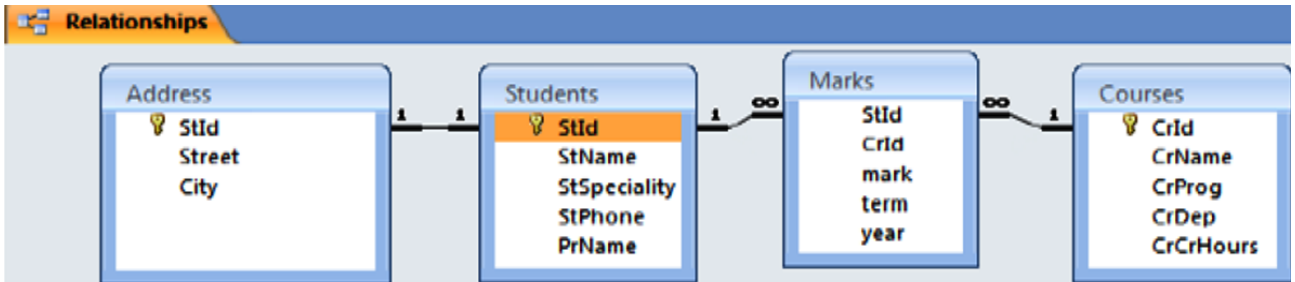 Relationships
Address
StId
Street
City
1
1
Students
StId
StName
StSpeciality
StPhone
PrName
1
∞
Marks
StId
CrId
mark
term
year
∞
1
Courses
CrId
CrName
CrProg
CrDep
CrCrHours